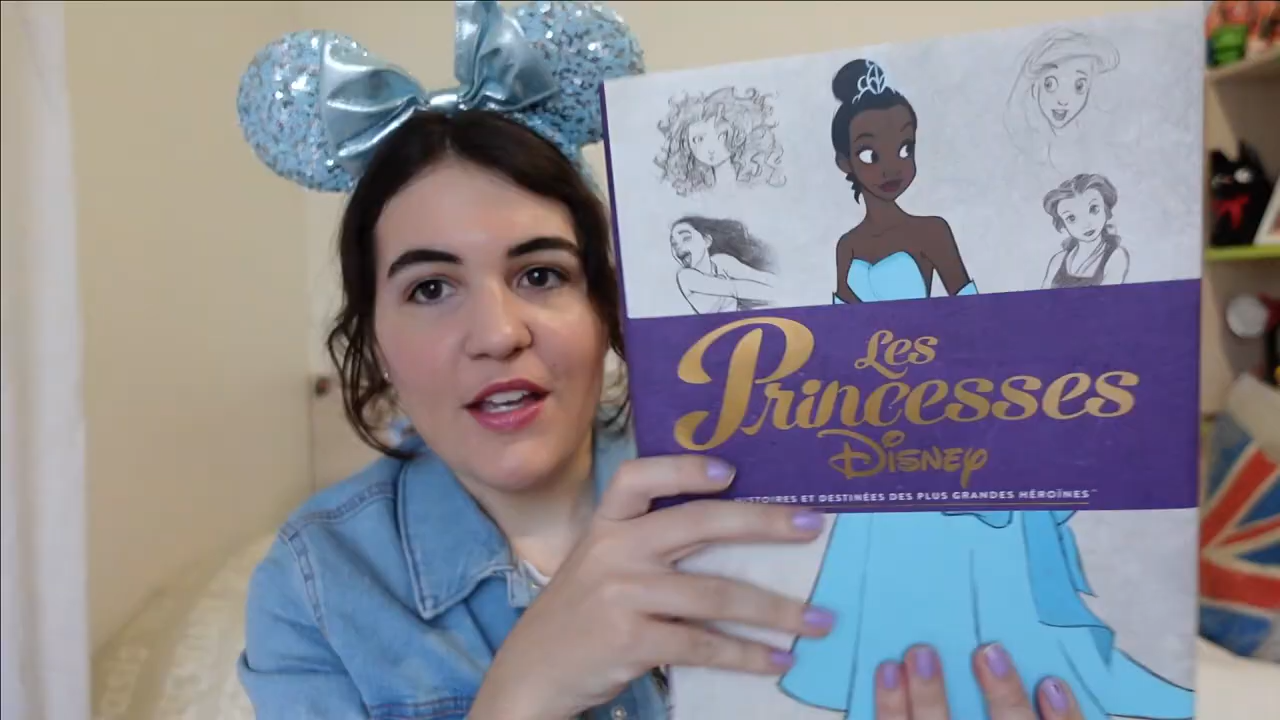 Les
Princesses
Disney
HISTOIRES ET DESTINÉES DES PLUS GRANDES HÉROÏNES